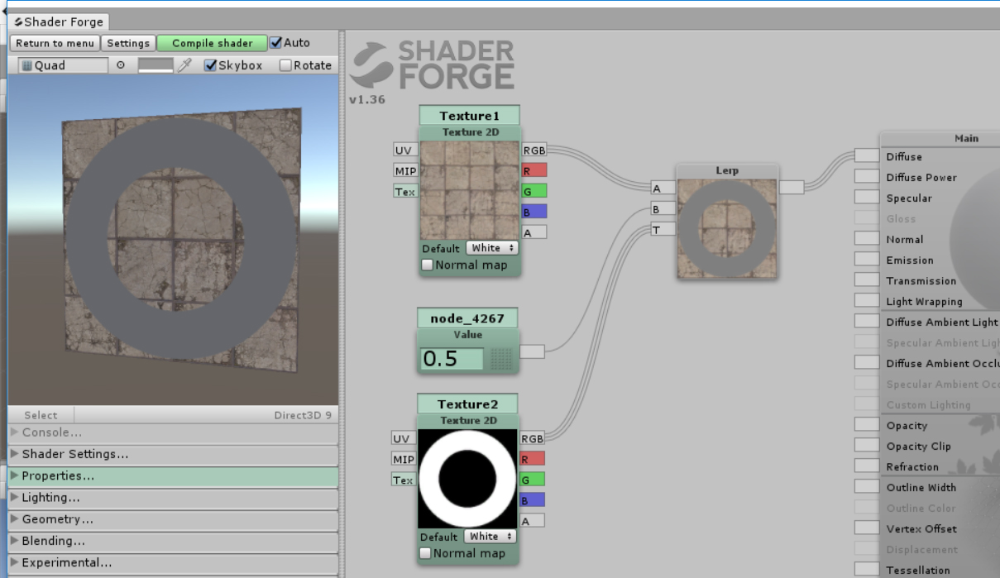 Shader Forge
Return to menu Settings Compile shader Auto
Quad Skybox Rotate
Select Direct3D 9
Console...
Shader Settings...
Properties...
Lighting...
Geometry...
Blending...
Experimental...
SHADER
FORGE
v1.36
Texture1
Texture 2D
UV RGB
MIP R
Tex G
B
A
Default White
Normal map
node_4267
Value
0.5
Texture2
Texture 2D
UV RGB
MIP R
Tex G
B
A
Default White
Normal map
Lerp
A
B
T
Main
Diffuse
Diffuse Power
Specular
Gloss
Normal
Emission
Transmission
Light Wrapping
Diffuse Ambient Light
Specular Ambient Ligh
Diffuse Ambient Occlu
Specular Ambient Occ
Custom Lighting
Opacity
Opacity Clip
Refraction
Outline Width
Outline Color
Vertex Offset
Displacement
Tessellation